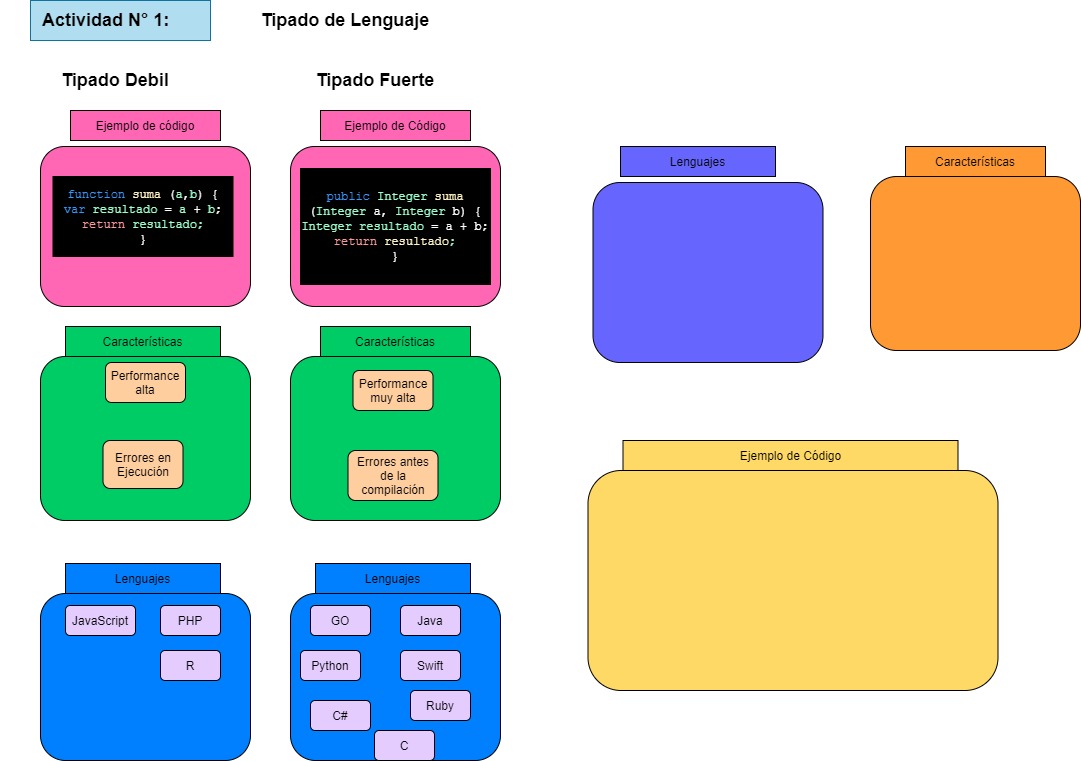 Actividad N° 1:
Tipado de Lenguaje
Tipado Debil
Tipado Fuerte
Ejemplo de código
function suma (a,b) {
var resultado = a + b;
return resultado;
}
Ejemplo de Código
public Integer suma
(Integer a, Integer b) {
Integer resultado = a + b;
return resultado;
}
Características
Performance
alta
Errores en
Ejecución
Características
Performance
muy alta
Errores antes
de la
compilación
Lenguajes
JavaScript
PHP
R
Lenguajes
GO
Java
Python
Swift
C#
Ruby
C
Lenguajes
Características
Ejemplo de Código